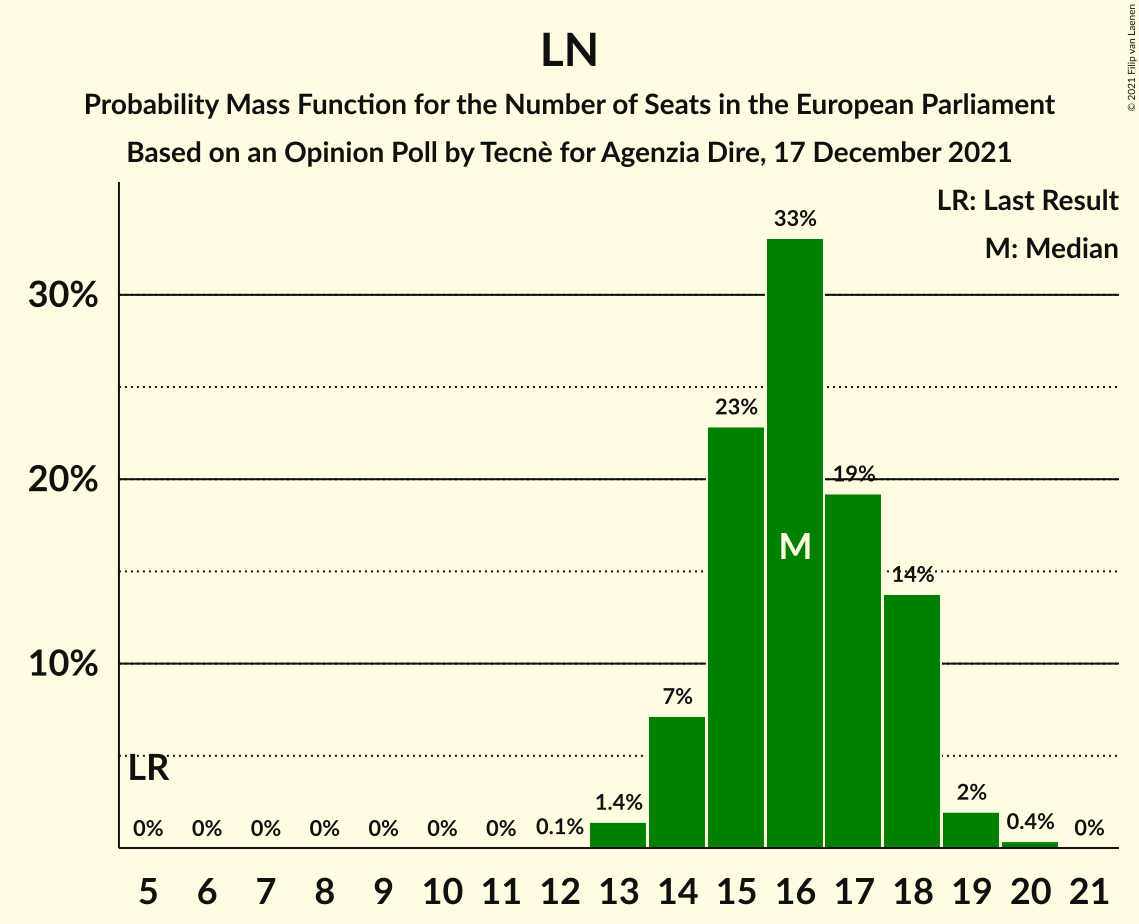 LN
Probability Mass Function for the Number of Seats in the European Parliament
Based on an Opinion Poll by Tecnè for Agenzia Dire, 17 December 2021
© 2021 Filip van Laenen
LR: Last Result
M: Median
33%
30%
23%
20%
19%
M
14%
10%
7%
LR
0% 0% 0% 0% 0% 0% 0% 0.1% 1.4% 2% 0.4% 0%
5 6 7 8 9 10 11 12 13 14 15 16 17 18 19 20 21